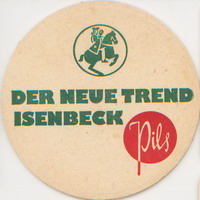 DER NEUE TREND
ISENBECK
Pils